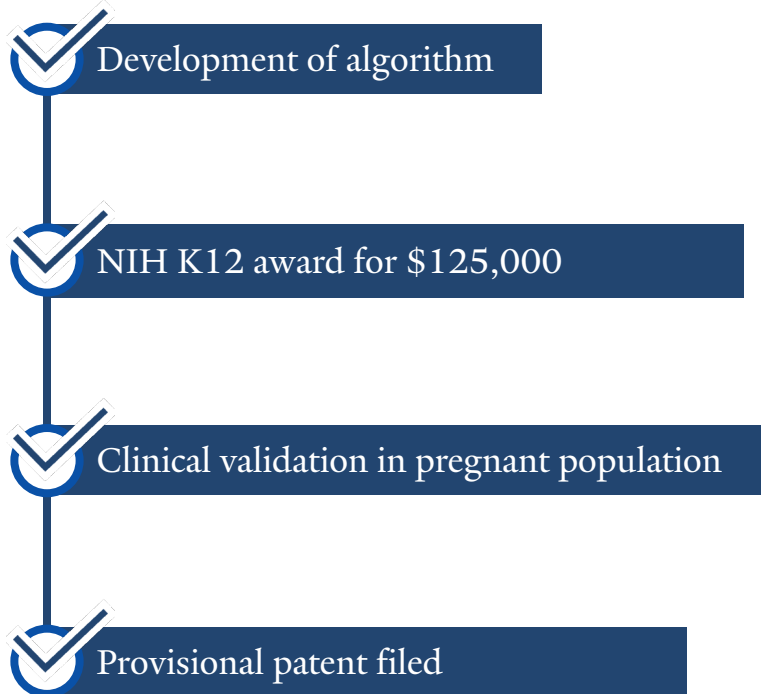 Development of algorithm
NIH K12 award for $125,000
Clinical validation in pregnant population
Provisional patent filed